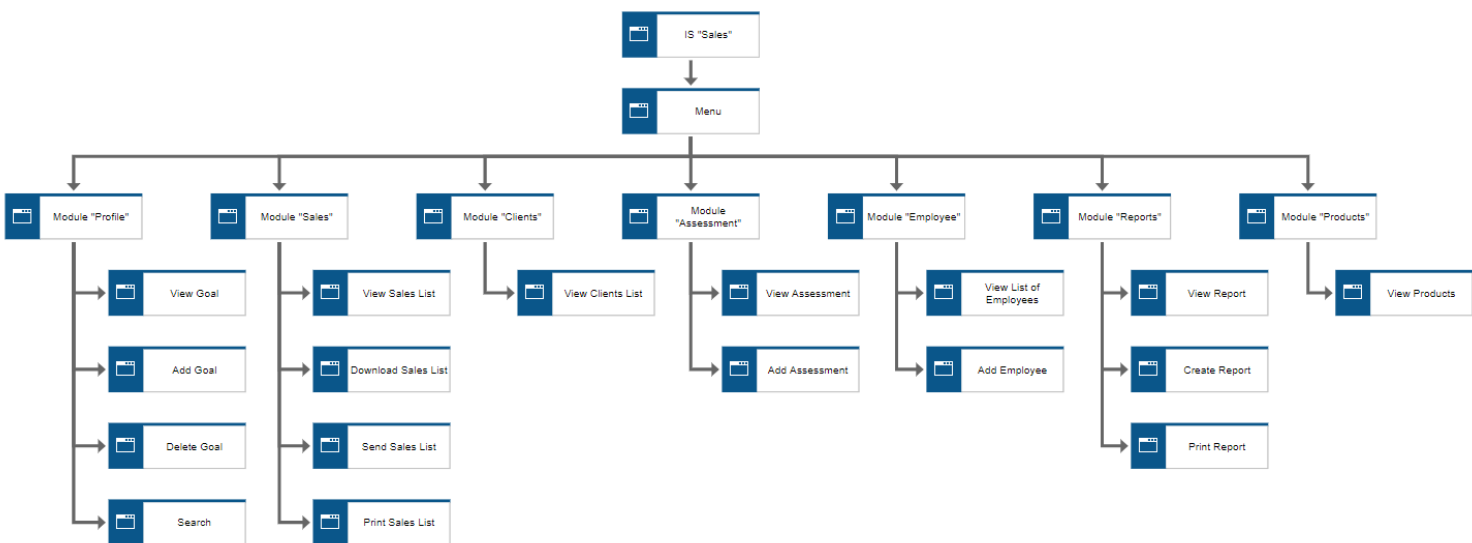 IS "Sales"
Menu
Module "Profile"
Module "Sales"
Module "Clients"
Module
"Assessment"
Module "Employee"
Module "Reports"
Module "Products"
View Goal
View Sales List
View Clients List
View Assessment
View List of
Employees
View Report
View Products
Add Goal
Download Sales List
Add Assessment
Add Employee
Create Report
Delete Goal
Send Sales List
Print Report
Search
Print Sales List